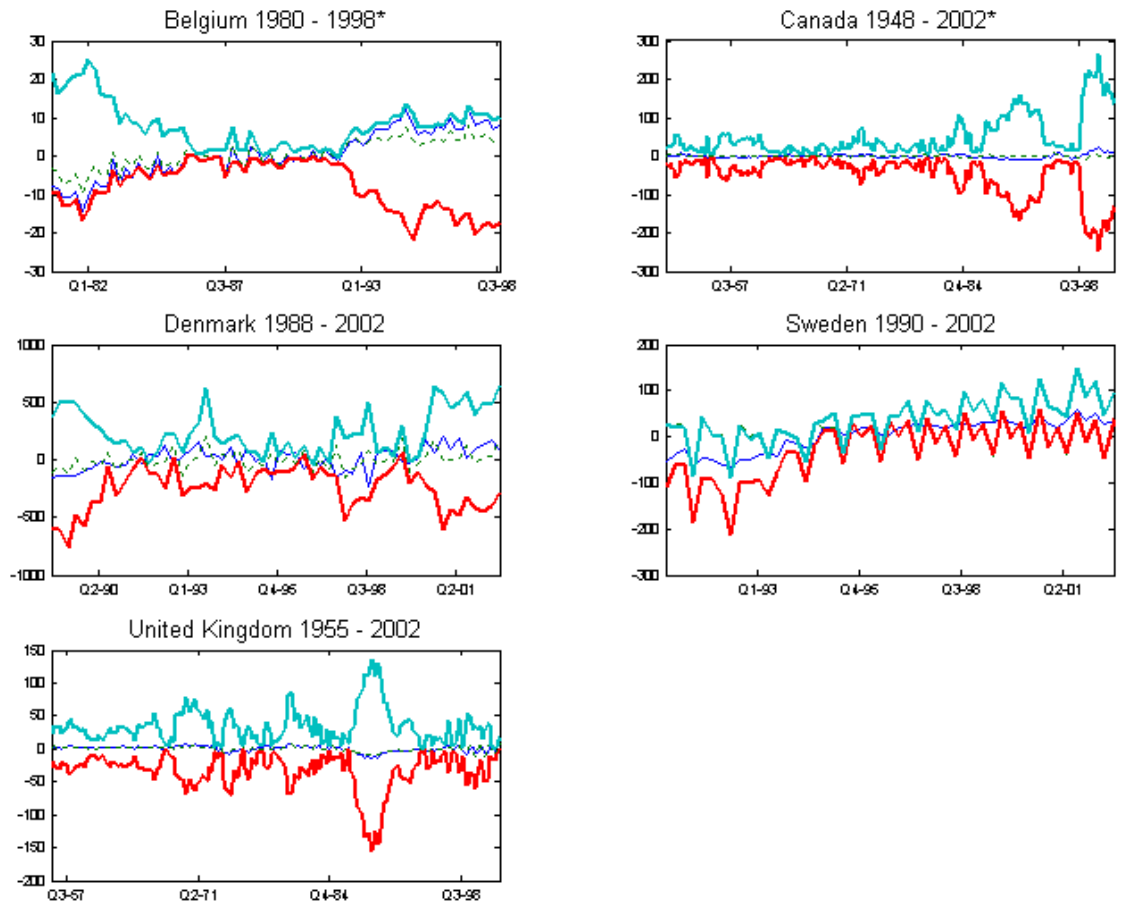 Belgium 1980 - 1998*
30
20
10
0
-10
-20
-30
Q1-82
Q3-87
Q1-93
Q3-98
Canada 1948 - 2002*
300
200
100
0
-100
-200
-300
Q3-57
Q2-71
Q4-84
Q3-98
Denmark 1988 - 2002
1000
500
0
-500
-1000
Q2-90
Q1-93
Q4-95
Q3-98
Q2-01
Sweden 1990 - 2002
200
100
0
-100
-200
-300
Q1-93
Q4-95
Q3-98
Q2-01
United Kingdom 1955 - 2002
150
100
50
0
-50
-100
-150
-200
Q3-57
Q2-71
Q4-84
Q3-98